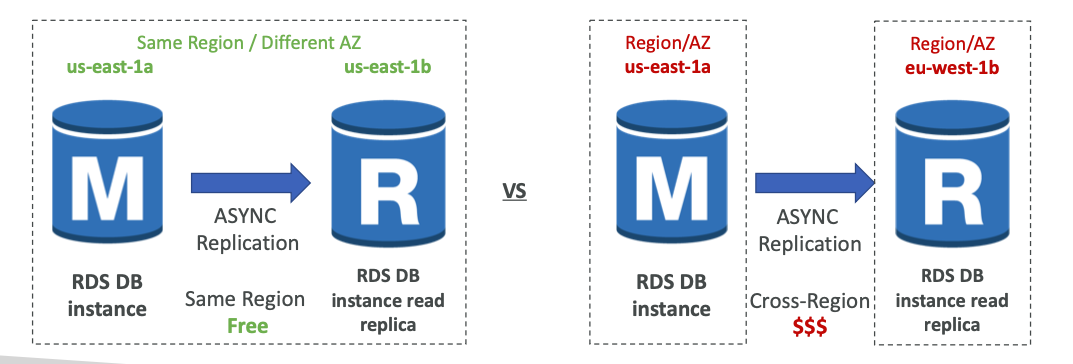 Same Region / Different AZ
us-east-1a
us-east-1b
M
R
ASYNC
Replication
RDS DB
instance
Same Region
Free
RDS DB
instance read
replica
VS
Region/AZ
us-east-1a
Region/AZ
eu-west-1b
M
R
ASYNC
Replication
RDS DB
instance
Cross-Region
$$$
RDS DB
instance read
replica